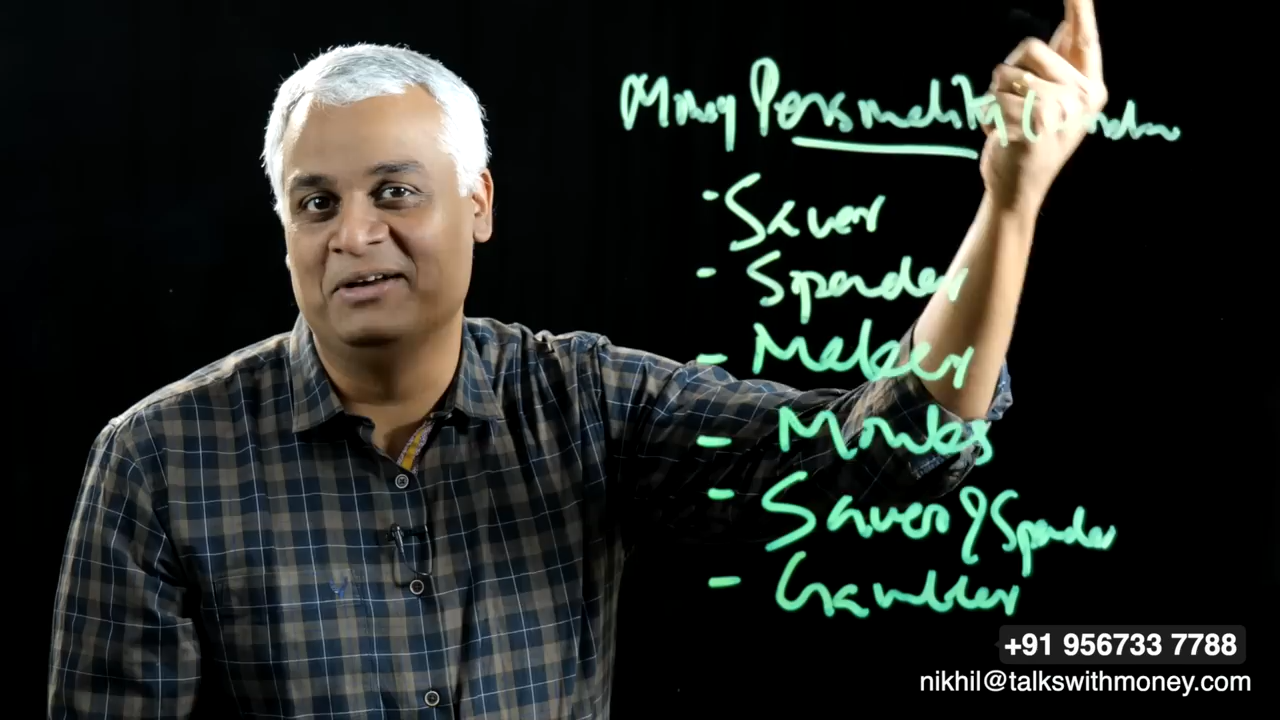 Money Personality
- Saver
- Spender
- Maker
- Monks
- Saver & Spender
- Gambler
+91 956733 7788
nikhil@talkswithmoney.com